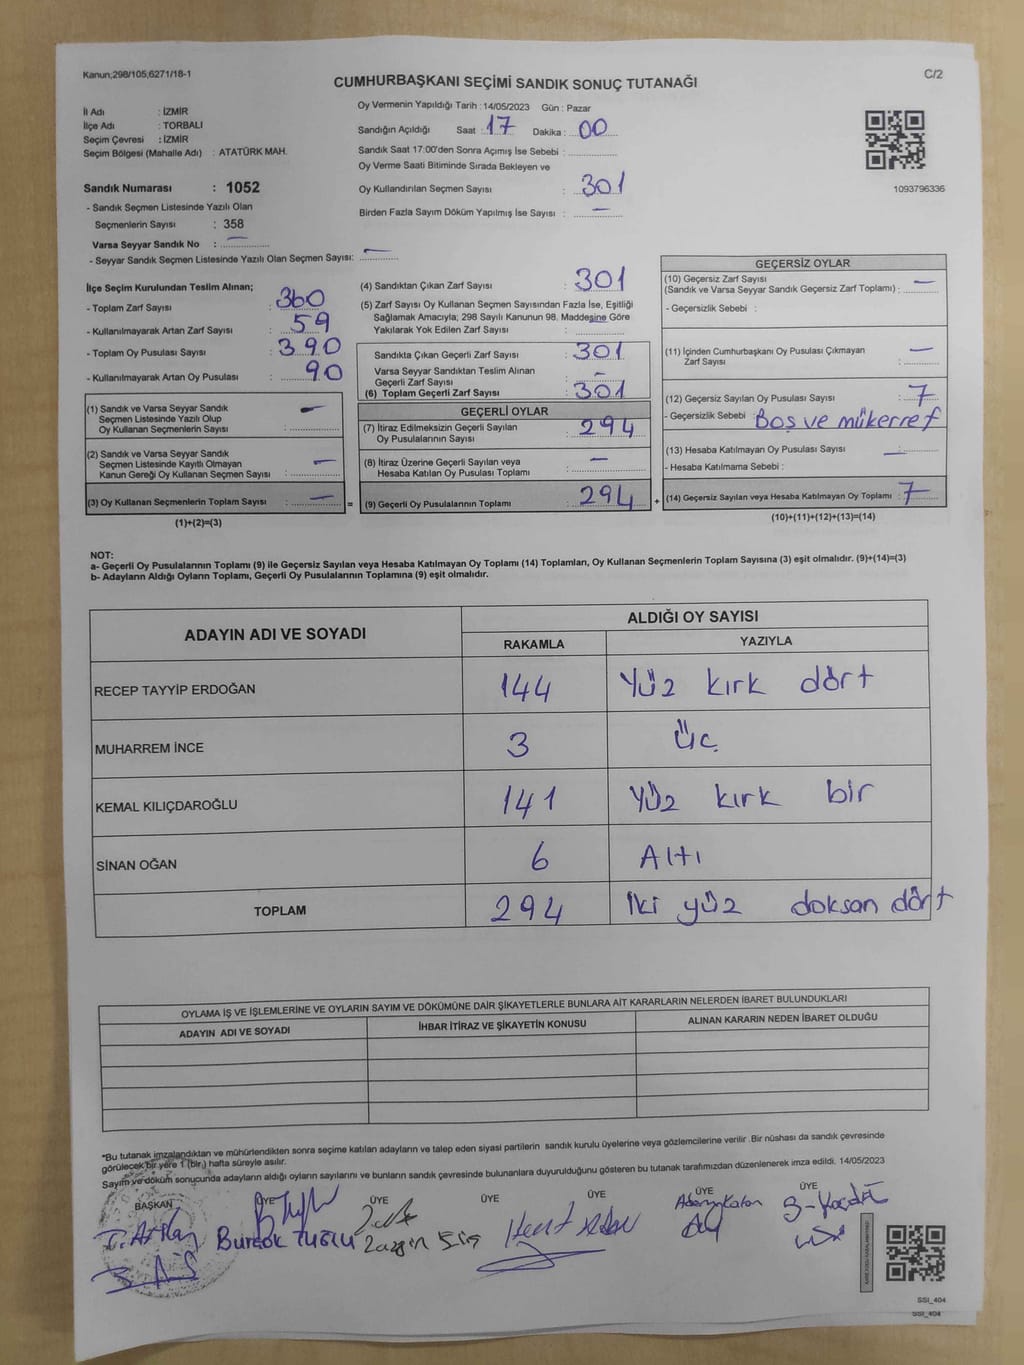 Kanun;298/105,6271/18-1
C/2
CUMHURBAŞKANI SEÇİMİ SANDIK SONUÇ TUTANAĞI
İl Adı : İZMİR
İlçe Adı : TORBALI
Seçim Çevresi : İZMİR
Seçim Bölgesi (Mahalle Adı) : ATATÜRK MAH.
Sandık Numarası : 1052
- Sandık Seçmen Listesinde Yazılı Olan
Seçmenlerin Sayısı : 358
Varsa Seyyar Sandık No : —
- Seyyar Sandık Seçmen Listesinde Yazılı Olan Seçmen Sayısı: —
Oy Vermenin Yapıldığı Tarih : 14/05/2023 Gün : Pazar
Sandığın Açıldığı Saat : 17 Dakika : 00
Sandık Saat 17:00'den Sonra Açımış İse Sebebi :
Oy Verme Saati Bitiminde Sırada Bekleyen ve
Oy Kullandırılan Seçmen Sayısı : 301
Birden Fazla Sayım Döküm Yapılmış İse Sayısı : —
1093796336
İlçe Seçim Kurulundan Teslim Alınan;
- Toplam Zarf Sayısı : 360
- Kullanılmayarak Artan Zarf Sayısı : 59
- Toplam Oy Pusulası Sayısı : 390
- Kullanılmayarak Artan Oy Pusulası : 90
(1) Sandık ve Varsa Seyyar Sandık —
Seçmen Listesinde Yazılı Olup
Oy Kullanan Seçmenlerin Sayısı :
(2) Sandık ve Varsa Seyyar Sandık
Seçmen Listesinde Kayıtlı Olmayan —
Kanun Gereği Oy Kullanan Seçmen Sayısı :
(3) Oy Kullanan Seçmenlerin Toplam Sayısı : — =
(1)+(2)=(3)
(4) Sandıktan Çıkan Zarf Sayısı : 301
(5) Zarf Sayısı Oy Kullanan Seçmen Sayısından Fazla İse, Eşitliği
Sağlamak Amacıyla; 298 Sayılı Kanunun 98. Maddesine Göre
Yakılarak Yok Edilen Zarf Sayısı :
Sandıkta Çıkan Geçerli Zarf Sayısı : 301
Varsa Seyyar Sandıktan Teslim Alınan
Geçerli Zarf Sayısı : —
(6) Toplam Geçerli Zarf Sayısı : 301
GEÇERLİ OYLAR
(7) İtiraz Edilmeksizin Geçerli Sayılan
Oy Pusulalarının Sayısı : 294
(8) İtiraz Üzerine Geçerli Sayılan veya —
Hesaba Katılan Oy Pusulası Toplamı :
(9) Geçerli Oy Pusulalarının Toplamı : 294 +
GEÇERSİZ OYLAR
(10) Geçersiz Zarf Sayısı
(Sandık ve Varsa Seyyar Sandık Geçersiz Zarf Toplamı) : —
- Geçersizlik Sebebi :
(11) İçinden Cumhurbaşkanı Oy Pusulası Çıkmayan —
Zarf Sayısı :
(12) Geçersiz Sayılan Oy Pusulası Sayısı : 7
- Geçersizlik Sebebi : Boş ve mükerref
(13) Hesaba Katılmayan Oy Pusulası Sayısı : —
- Hesaba Katılmama Sebebi :
(14) Geçersiz Sayılan veya Hesaba Katılmayan Oy Toplamı : 7
(10)+(11)+(12)+(13)=(14)
NOT:
a- Geçerli Oy Pusulalarının Toplamı (9) ile Geçersiz Sayılan veya Hesaba Katılmayan Oy Toplamı (14) Toplamları, Oy Kullanan Seçmenlerin Toplam Sayısına (3) eşit olmalıdır. (9)+(14)=(3)
b- Adayların Aldığı Oyların Toplamı, Geçerli Oy Pusulalarının Toplamına (9) eşit olmalıdır.
ADAYIN ADI VE SOYADI
ALDIĞI OY SAYISI
RAKAMLA YAZIYLA
RECEP TAYYİP ERDOĞAN 144 Yüz kırk dört
MUHARREM İNCE 3 Üç
KEMAL KILIÇDAROĞLU 141 Yüz kırk bir
SİNAN OĞAN 6 Altı
TOPLAM 294 İki yüz doksan dört
OYLAMA İŞ VE İŞLEMLERİNE VE OYLARIN SAYIM VE DÖKÜMÜNE DAİR ŞİKAYETLERLE BUNLARA AİT KARARLARIN NELERDEN İBARET BULUNDUKLARI
ADAYIN ADI VE SOYADI İHBAR İTİRAZ VE ŞİKAYETİN KONUSU ALINAN KARARIN NEDEN İBARET OLDUĞU
*Bu tutanak imzalandıktan ve mühürlendikten sonra seçime katılan adayların ve talep eden siyasi partilerin sandık kurulu üyelerine veya gözlemcilerine verilir. Bir nüshası da sandık çevresinde
görülecek bir yere 1 (bir) hafta süreyle asılır.
Sayım ve döküm sonucunda adayların aldığı oyların sayılarını ve bunların sandık çevresinde bulunanlara duyurulduğunu gösteren bu tutanak tarafımızdan düzenlenerek imza edildi. 14/05/2023
BAŞKAN ÜYE ÜYE ÜYE ÜYE ÜYE ÜYE
SSI_404
SSI_404